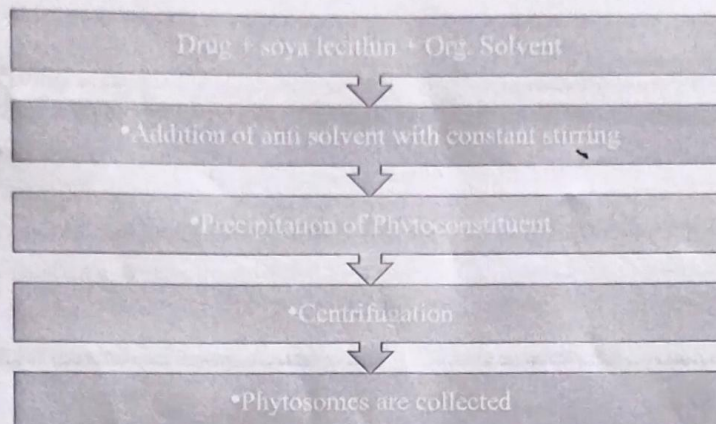 Drug + soya lecithin + Org. Solvent
•Addition of anti solvent with constant stirring
•Precipitation of Phytoconstituent
•Centrifugation
•Phytosomes are collected